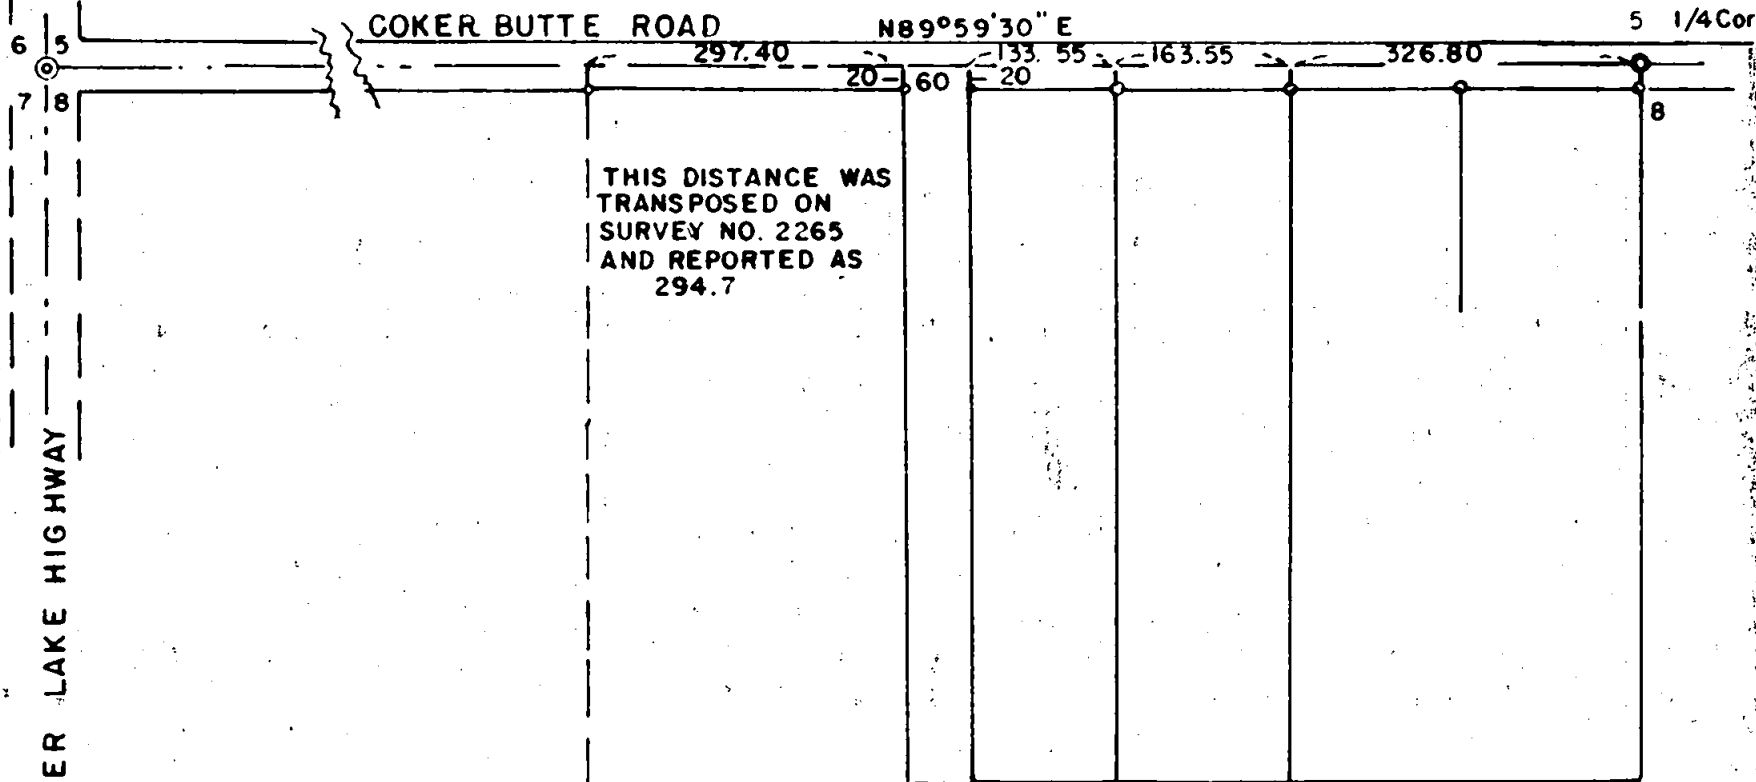 COKER BUTTE ROAD
N89°59'30" E
5 1/4 Cor
6 5
7 8
297.40
133.55
163.55
326.80
20
60
20
8
THIS DISTANCE WAS
TRANSPOSED ON
SURVEY NO. 2265
AND REPORTED AS
294.7
ER LAKE HIGHWAY